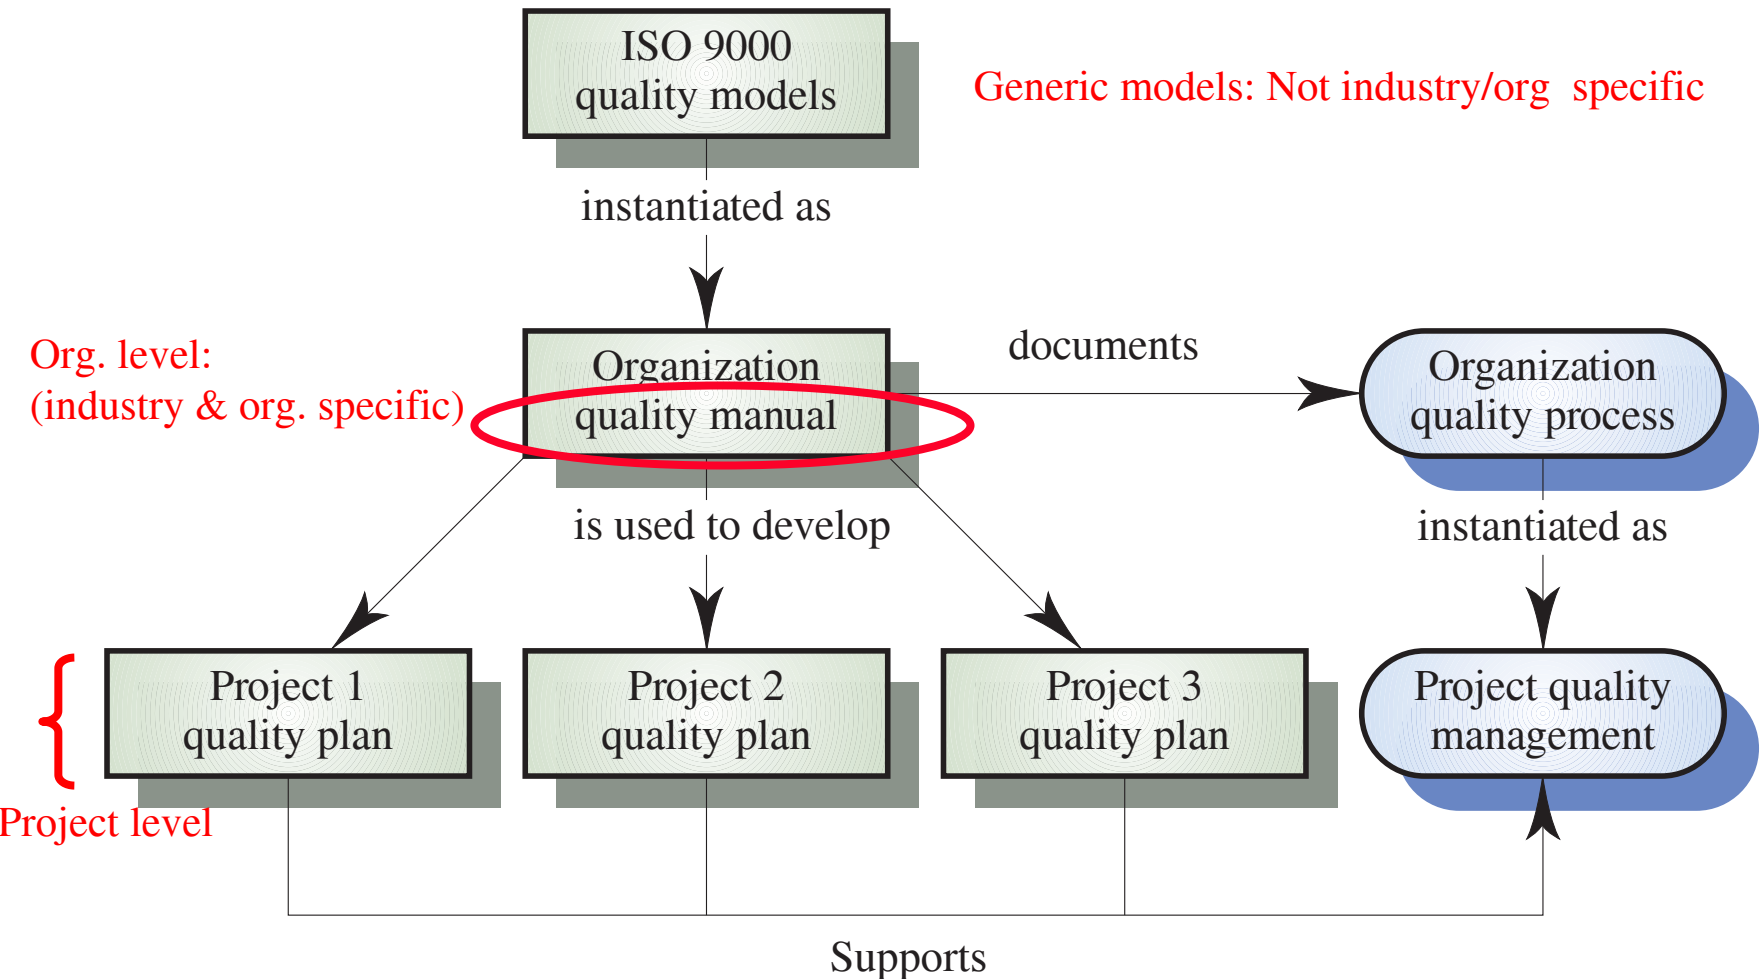 ISO 9000
quality models
Generic models: Not industry/org specific
instantiated as
Org. level:
(industry & org. specific)
Organization
quality manual
documents
Organization
quality process
is used to develop
instantiated as
Project 1
quality plan
Project 2
quality plan
Project 3
quality plan
Project quality
management
Project level
Supports